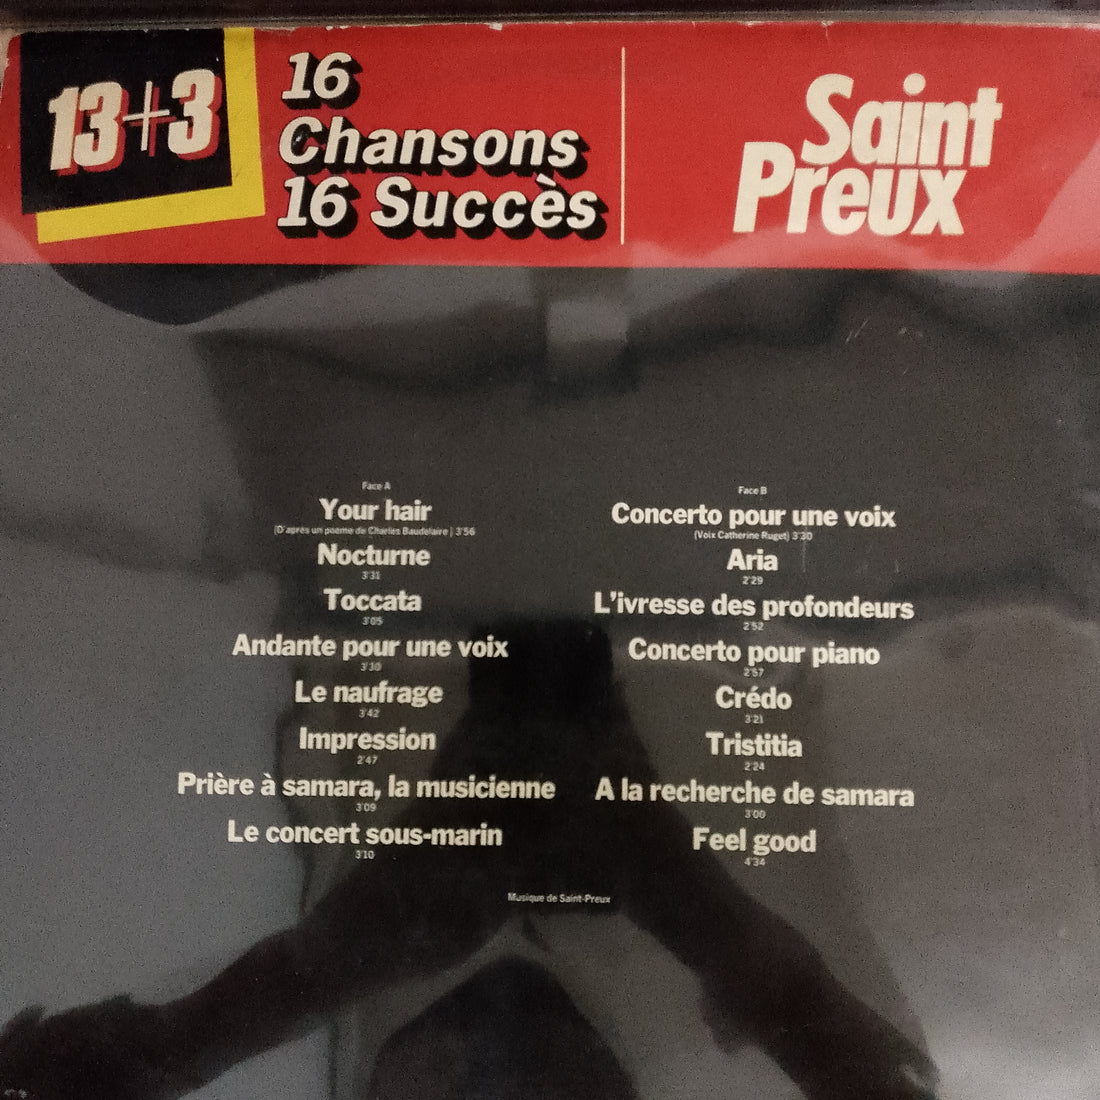 13+3
16
Chansons
16 Succès
Saint
Preux
Face A
Your hair
(D'après un poème de Charles Baudelaire) 3'56
Nocturne
3'31
Toccata
3'05
Andante pour une voix
3'10
Le naufrage
3'42
Impression
2'47
Prière à samara, la musicienne
3'09
Le concert sous-marin
3'10
Face B
Concerto pour une voix
(Voix Catherine Ruget) 3'30
Aria
2'29
L'ivresse des profondeurs
2'52
Concerto pour piano
2'57
Crédo
3'21
Tristitia
2'24
A la recherche de samara
3'00
Feel good
4'34
Musique de Saint-Preux